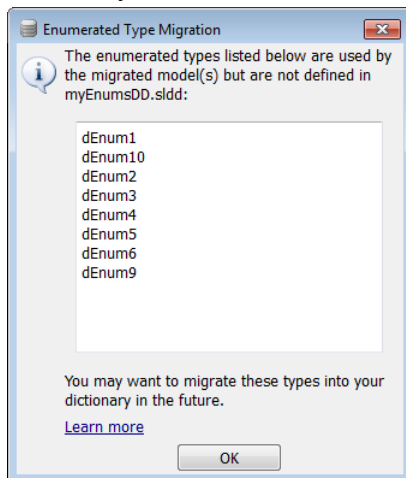 Enumerated Type Migration
The enumerated types listed below are used by
the migrated model(s) but are not defined in
myEnumsDD.sldd:
dEnum1
dEnum10
dEnum2
dEnum3
dEnum4
dEnum5
dEnum6
dEnum9
You may want to migrate these types into your
dictionary in the future.
Learn more
OK